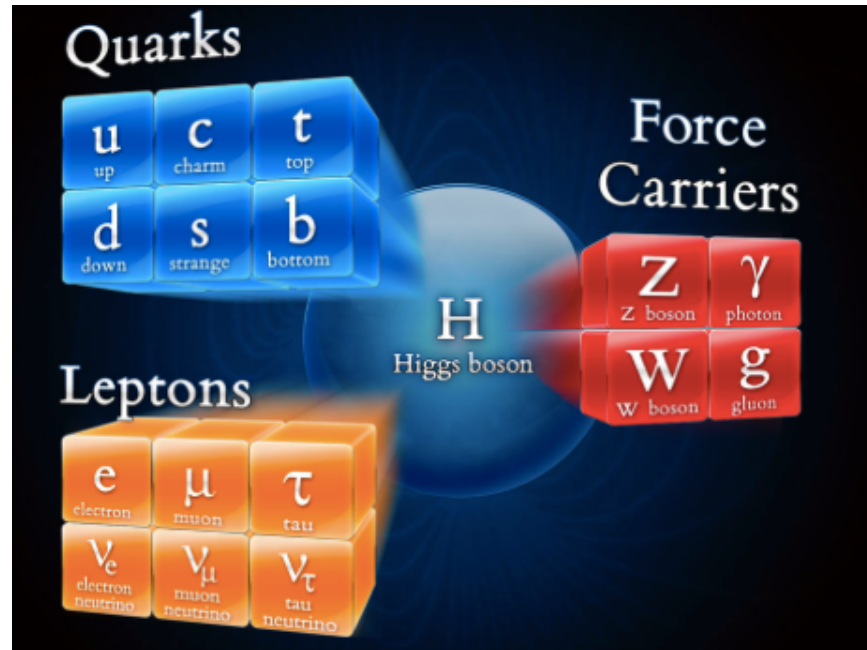 Quarks
u c t
up charm top
d s b
down strange bottom
Force
Carriers
Z γ
Z boson photon
W g
W boson gluon
H
Higgs boson
Leptons
e μ τ
electron muon tau
νe νμ ντ
electron muon tau
neutrino neutrino neutrino